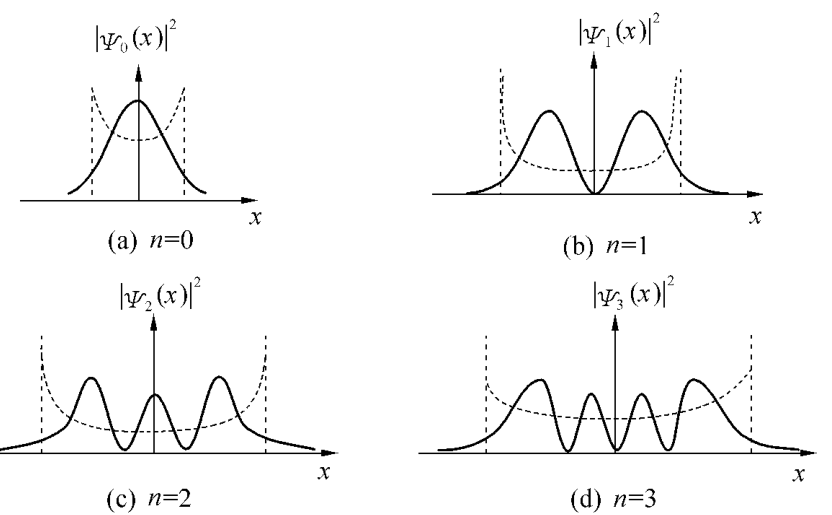 |Ψ₀(x)|²
|Ψ₁(x)|²
x
x
(a) n=0
(b) n=1
|Ψ₂(x)|²
|Ψ₃(x)|²
x
x
(c) n=2
(d) n=3